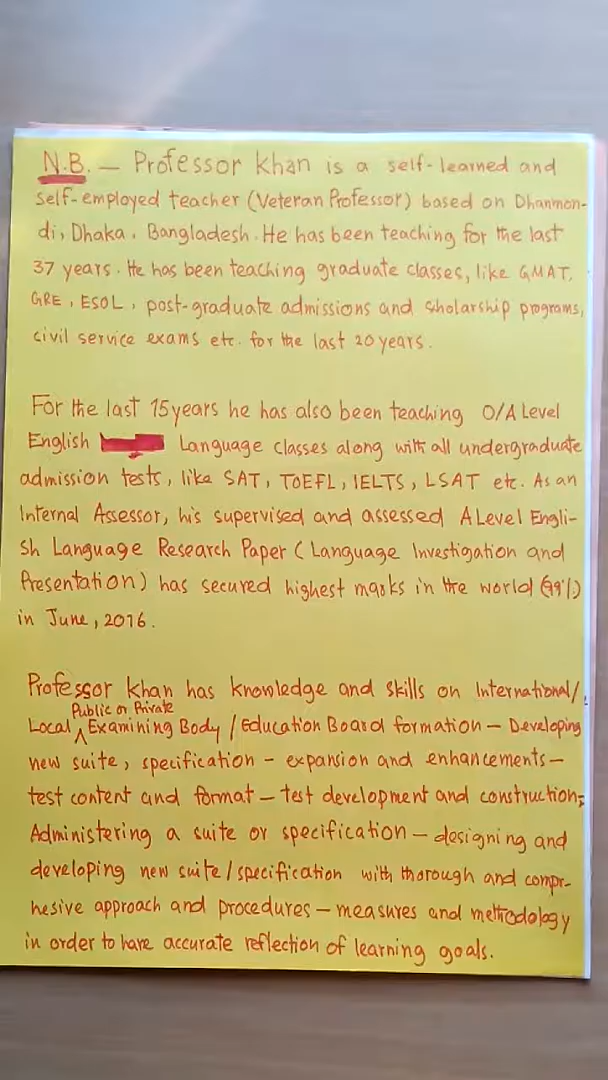 N.B. — Professor Khan is a self-learned and
self-employed teacher (Veteran Professor) based on Dhanmon-
di, Dhaka, Bangladesh. He has been teaching for the last
37 years. He has been teaching graduate classes, like GMAT,
GRE, ESOL, post-graduate admissions and scholarship programs,
civil service exams etc. for the last 20 years.
For the last 15 years he has also been teaching O/A Level
English Language classes along with all undergraduate
admission tests, like SAT, TOEFL, IELTS, LSAT etc. As an
Internal Assessor, his supervised and assessed A Level Engli-
sh Language Research Paper (Language Investigation and
Presentation) has secured highest marks in the world (99%)
in June, 2016.
Professor Khan has knowledge and skills on International/
Public or Private
Local Examining Body / Education Board formation — Developing
new suite, specification - expansion and enhancements —
test content and format — test development and construction;
Administering a suite or specification — designing and
developing new suite/specification with thorough and compr-
hesive approach and procedures — measures and methodology
in order to have accurate reflection of learning goals.